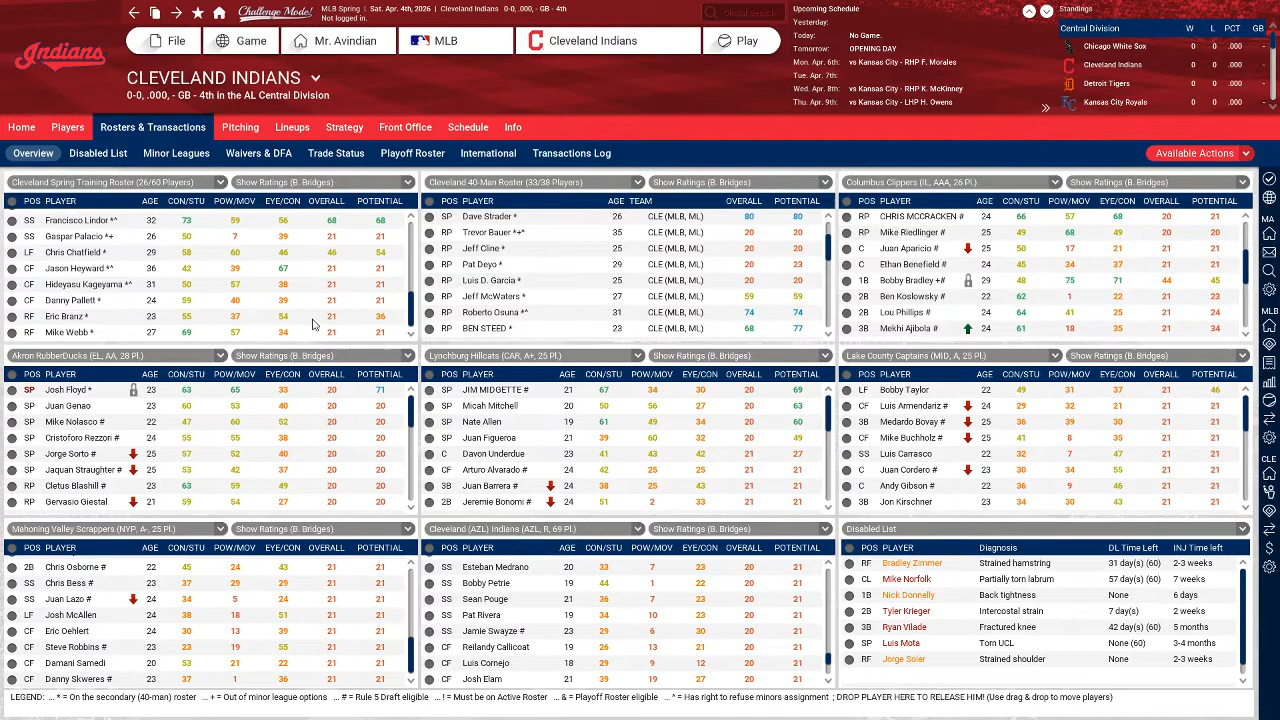 Challenge Mode!
MLB Spring | Sat. Apr. 4th, 2026 | Cleveland Indians 0-0, .000, - GB - 4th
Not logged in.
File
Game
Mr. Avindian
MLB
Cleveland Indians
Play
Indians
CLEVELAND INDIANS
0-0, .000, - GB - 4th in the AL Central Division
Upcoming Schedule
Yesterday:
Today: No Game.
Tomorrow: OPENING DAY
Mon. Apr. 6th: vs Kansas City - RHP F. Morales
Tue. Apr. 7th:
Wed. Apr. 8th: vs Kansas City - RHP K. McKinney
Thu. Apr. 9th: vs Kansas City - LHP H. Owens
Standings
Central Division W L PCT GB
Chicago White Sox 0 0 .000
Cleveland Indians 0 0 .000
Detroit Tigers 0 0 .000
Kansas City Royals 0 0 .000
Home Players Rosters & Transactions Pitching Lineups Strategy Front Office Schedule Info
Overview Disabled List Minor Leagues Waivers & DFA Trade Status Playoff Roster International Transactions Log
Available Actions
Cleveland Spring Training Roster (26/60 Players) Show Ratings (B. Bridges)
POS PLAYER AGE CON/STU POW/MOV EYE/CON OVERALL POTENTIAL
SS Francisco Lindor *^ 32 73 59 56 68 68
SS Gaspar Palacio *+ 26 50 7 39 21 21
LF Chris Chatfield * 29 58 60 46 46 54
CF Jason Heyward *^ 36 42 39 67 21 21
CF Hideyasu Kageyama *^ 31 50 57 38 21 21
CF Danny Pallett * 24 59 40 39 21 21
RF Eric Branz * 23 55 37 54 21 36
RF Mike Webb * 27 69 57 34 21 21
Cleveland 40-Man Roster (33/38 Players) Show Ratings (B. Bridges)
POS PLAYER AGE TEAM OVERALL POTENTIAL
SP Dave Strader * 26 CLE (MLB, ML) 80 80
RP Trevor Bauer *+^ 35 CLE (MLB, ML) 20 20
RP Jeff Cline * 25 CLE (MLB, ML) 20 20
RP Pat Deyo * 25 CLE (MLB, ML) 20 23
RP Luis D. Garcia * 25 CLE (MLB, ML) 20 20
RP Jeff McWaters * 27 CLE (MLB, ML) 59 59
RP Roberto Osuna *^ 31 CLE (MLB, ML) 74 74
RP BEN STEED * 23 CLE (MLB, ML) 68 77
Columbus Clippers (IL, AAA, 26 Pl.) Show Ratings (B. Bridges)
POS PLAYER AGE CON/STU POW/MOV EYE/CON OVERALL POTENTIAL
RP CHRIS MCCRACKEN # 24 66 57 68 20 21
RP Mike Riedlinger # 25 49 68 49 20 20
C Juan Aparicio # 25 50 17 41 21 21
C Ethan Benefield # 24 45 34 37 21 21
1B Bobby Bradley +# 29 48 75 71 44 45
2B Ben Koslowsky # 22 62 1 22 21 23
2B Lou Phillips # 24 64 41 25 21 24
3B Mekhi Ajibola # 24 61 18 35 21 34
Akron RubberDucks (EL, AA, 28 Pl.) Show Ratings (B. Bridges)
POS PLAYER AGE CON/STU POW/MOV EYE/CON OVERALL POTENTIAL
SP Josh Floyd * 23 63 65 33 20 71
SP Juan Genao 23 60 53 40 20 20
SP Mike Nolasco # 22 47 60 52 20 20
SP Cristoforo Rezzori # 24 55 55 38 20 20
SP Jorge Sorto # 25 57 52 40 20 20
SP Jaquan Straughter # 25 53 42 37 20 20
RP Cletus Blashill # 25 63 59 49 20 20
RP Gervasio Giestal 21 59 54 27 20 20
Lynchburg Hillcats (CAR, A+, 25 Pl.) Show Ratings (B. Bridges)
POS PLAYER AGE CON/STU POW/MOV EYE/CON OVERALL POTENTIAL
SP JIM MIDGETTE # 21 67 34 30 20 69
SP Micah Mitchell 20 50 56 27 20 63
SP Nate Allen 19 61 49 34 20 60
SP Juan Figueroa 21 39 60 32 20 49
C Davon Underdue 21 41 43 42 21 27
CF Arturo Alvarado # 24 42 25 25 21 21
3B Juan Barrera # 24 38 25 43 21 21
2B Jeremie Bonomi # 24 51 2 33 21 21
Lake County Captains (MID, A, 25 Pl.) Show Ratings (B. Bridges)
POS PLAYER AGE CON/STU POW/MOV EYE/CON OVERALL POTENTIAL
LF Bobby Taylor 22 49 31 37 21 46
CF Luis Armendariz # 24 29 32 21 21 21
3B Medardo Bovay # 25 36 39 30 21 21
CF Mike Buchholz # 25 41 8 35 21 21
SS Luis Carrasco 22 32 7 47 21 21
C Juan Cordero # 23 30 34 55 21 21
C Andy Gibson # 22 36 9 46 21 21
3B Jon Kirschner 23 34 30 43 21 21
Mahoning Valley Scrappers (NYP, A-, 25 Pl.) Show Ratings (B. Bridges)
POS PLAYER AGE CON/STU POW/MOV EYE/CON OVERALL POTENTIAL
2B Chris Osborne # 22 45 24 43 21 21
SS Chris Bess # 23 37 29 29 21 21
SS Juan Lazo # 24 34 5 24 21 21
LF Josh McAllen 24 38 18 51 21 21
CF Eric Oehlert 24 30 13 39 21 21
CF Steve Robbins # 23 23 19 55 21 21
CF Damani Samedi 20 53 21 22 21 21
CF Danny Skweres # 23 37 1 36 21 21
Cleveland (AZL) Indians (AZL, R, 69 Pl.) Show Ratings (B. Bridges)
POS PLAYER AGE CON/STU POW/MOV EYE/CON OVERALL POTENTIAL
SS Esteban Medrano 20 33 7 23 21 21
SS Bobby Petrie 19 44 1 22 21 21
SS Sean Pouge 21 36 7 23 21 21
SS Pat Rivera 19 34 10 23 21 21
SS Jamie Swayze # 23 29 6 30 21 21
CF Reilandy Callicoat 19 26 13 21 21 21
CF Luis Cornejo 18 29 9 12 21 21
CF Josh Elam 19 24 9 27 21 21
Disabled List
POS PLAYER Diagnosis DL Time Left INJ Time left
RF Bradley Zimmer Strained hamstring 31 day(s) (60) 2-3 weeks
CL Mike Norfolk Partially torn labrum 57 day(s) (60) 7 weeks
1B Nick Donnelly Back tightness None 6 days
2B Tyler Krieger Intercostal strain 7 day(s) 2 weeks
3B Ryan Vilade Fractured knee 42 day(s) (60) 5 months
SP Luis Mota Torn UCL None (60) 3-4 months
RF Jorge Soler Strained shoulder None 2-3 weeks
LEGEND: ... * = On the secondary (40-man) roster ... + = Out of minor league options ... # = Rule 5 Draft eligible ... ! = Must be on Active Roster ... & = Playoff Roster eligible ... ^ = Has right to refuse minors assignment ; DROP PLAYER HERE TO RELEASE HIM! (Use drag & drop to move players)
MA
MLB
CLE